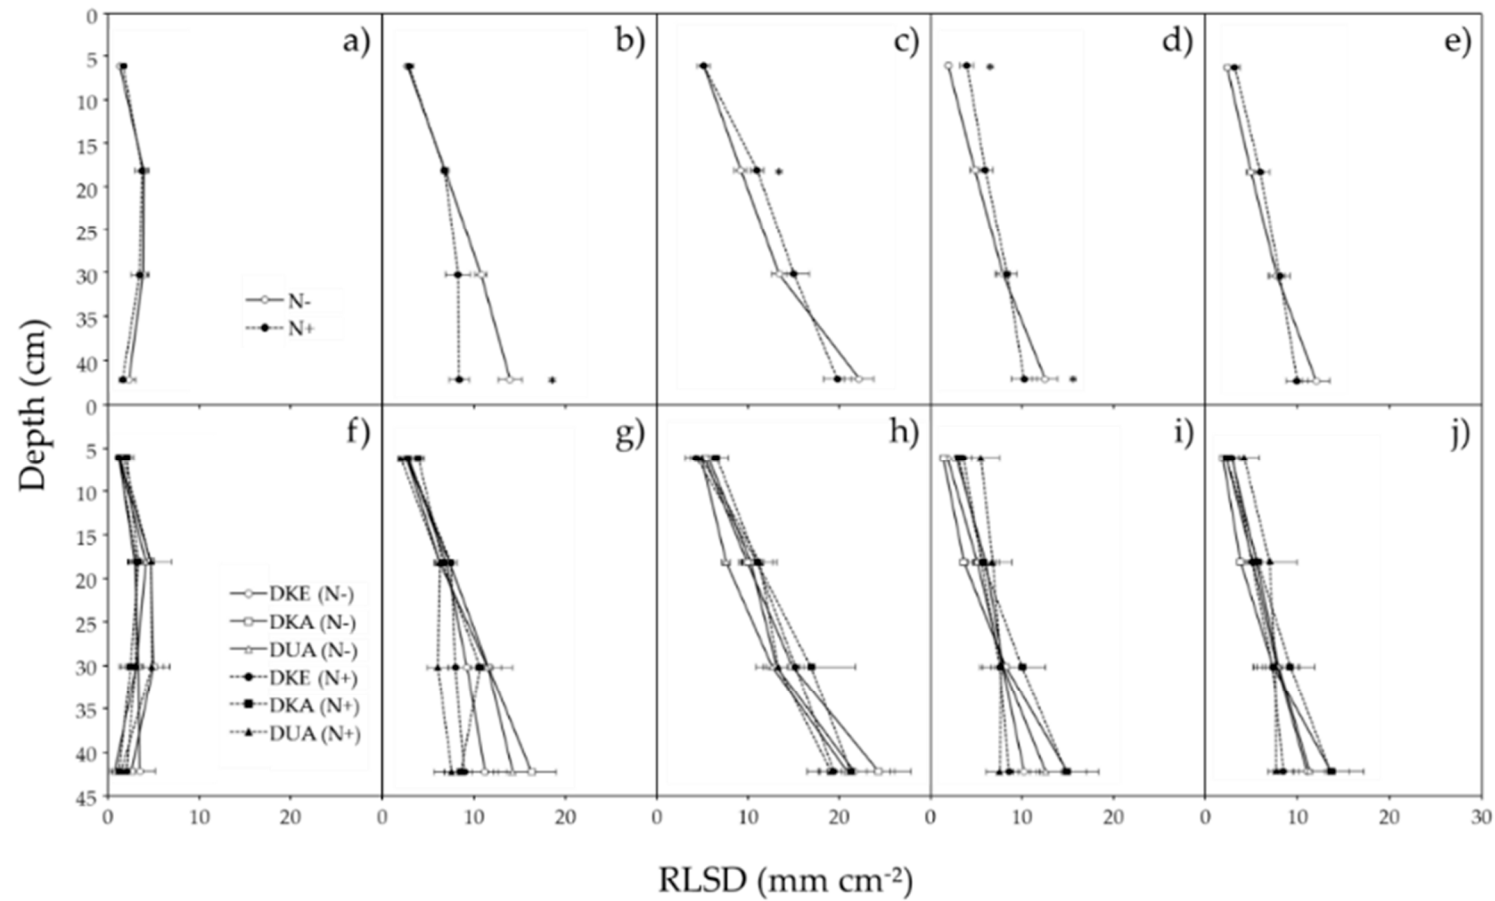 a) b) c) d) e)
0
5
10
15
20
25
30
35
40
N-
N+
* * * * *
Depth (cm)
f) g) h) i) j)
0
5
10
15
20
25
30
35
40
45
DKE (N-)
DKA (N-)
DUA (N-)
DKE (N+)
DKA (N+)
DUA (N+)
0 10 20 0 10 20 0 10 20 0 10 20 0 10 20 30
RLSD (mm cm-2)